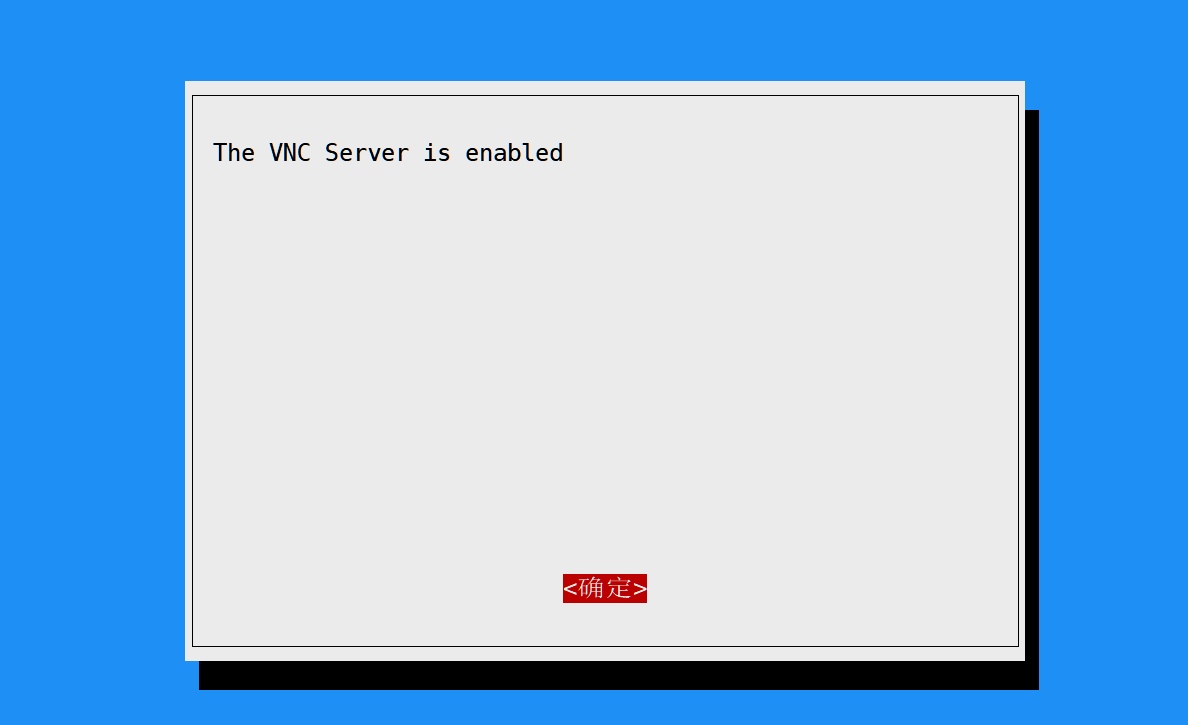 The VNC Server is enabled
<确定>